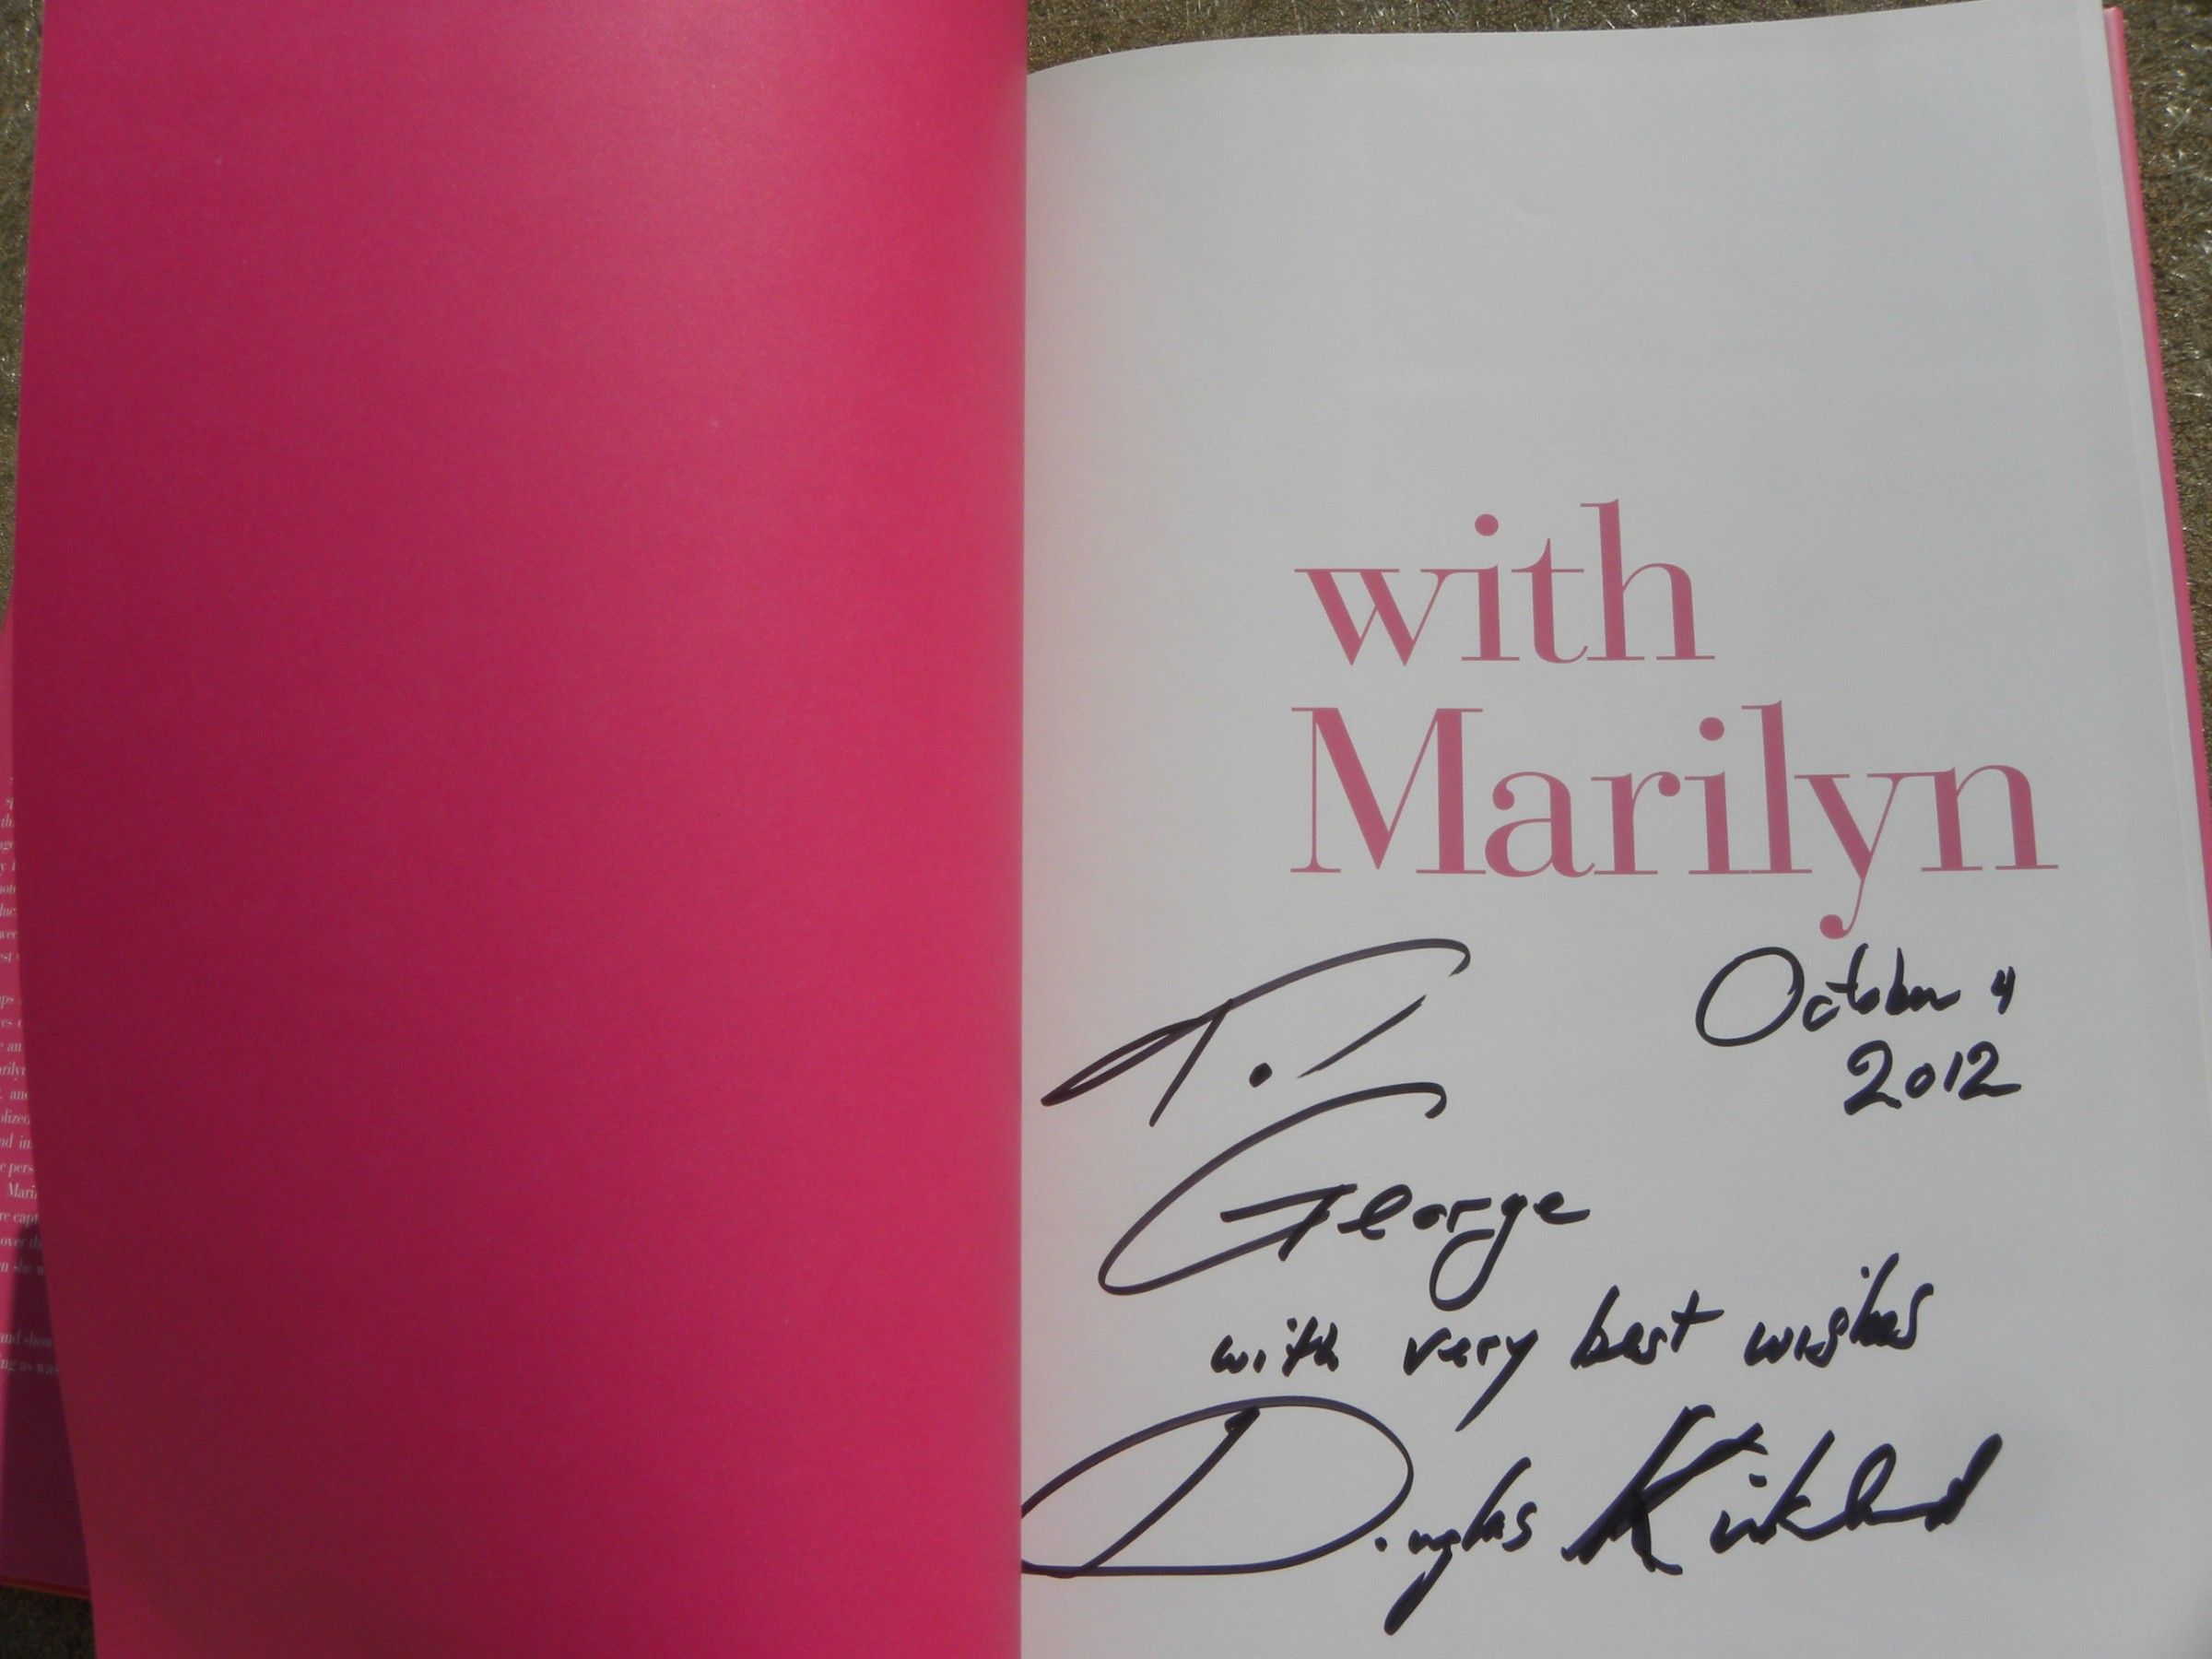 with
Marilyn
October 4
2012
To
George
with very best wishes
Douglas Kirkland